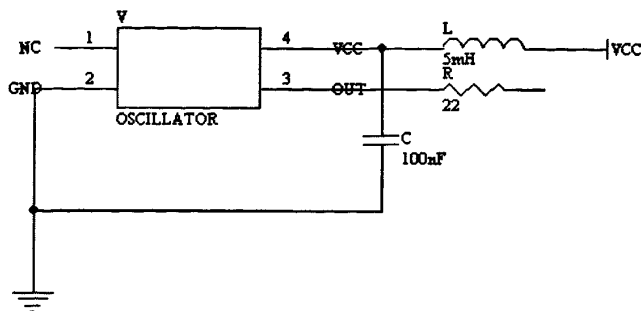 V
NC 1 4 VCC L VCC
5mH
GND 2 3 OUT R
OSCILLATOR 22
C
100nF